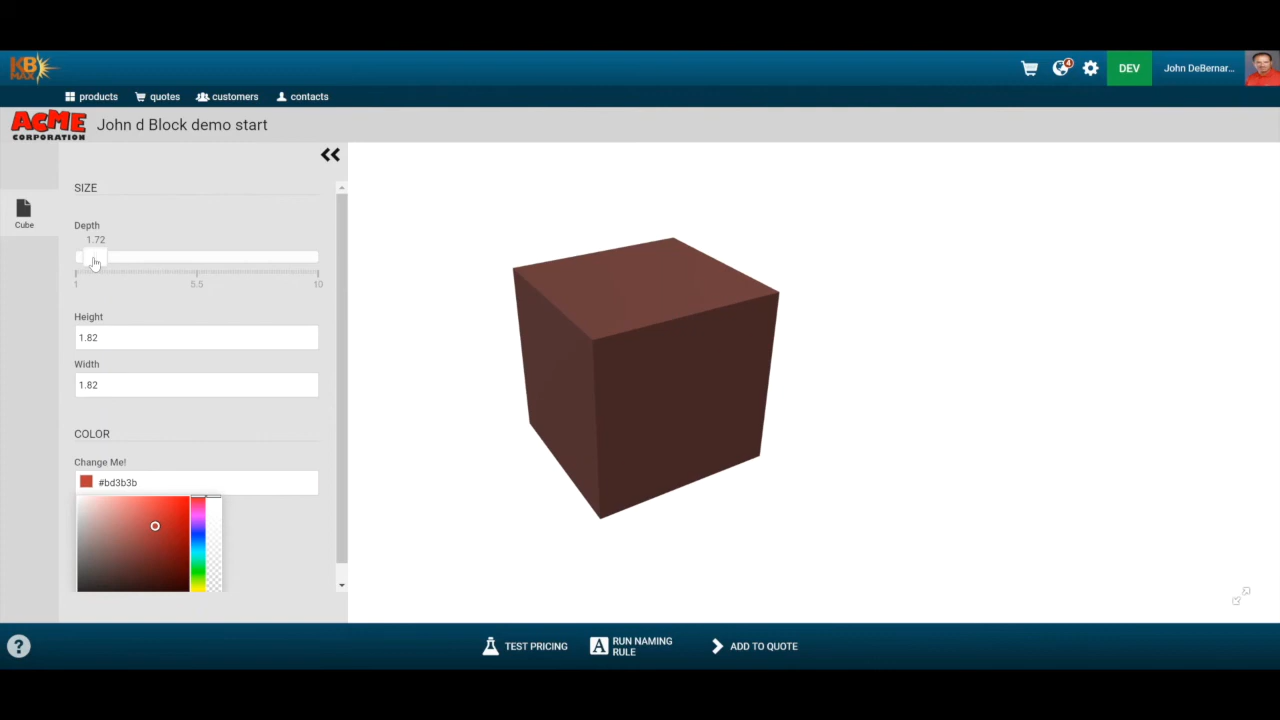 KB
MAX
4
DEV
John DeBernar...
products
quotes
customers
contacts
ACME
CORPORATION
John d Block demo start
SIZE
Cube
Depth
1.72
1
5.5
10
Height
1.82
Width
1.82
COLOR
Change Me!
#bd3b3b
?
TEST PRICING
A
RUN NAMING
RULE
ADD TO QUOTE